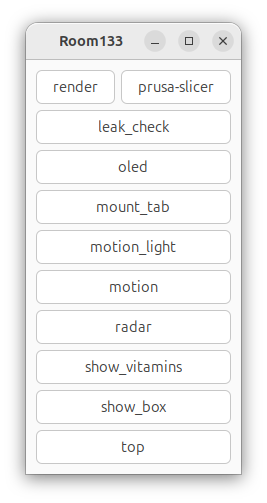 Room133
render prusa-slicer
leak_check
oled
mount_tab
motion_light
motion
radar
show_vitamins
show_box
top